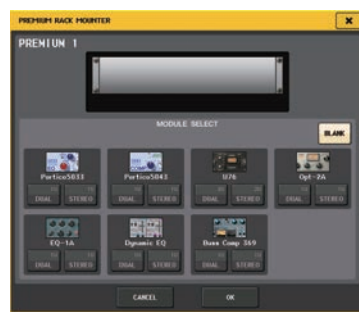 PREMIUM RACK MOUNTER
PREMIUM 1
MODULE SELECT
BLANK
Portico5033 Portico5043 U76 Opt-2A
DUAL STEREO DUAL STEREO DUAL STEREO DUAL STEREO
EQ-1A Dynamic EQ Buss Comp 369
DUAL STEREO DUAL STEREO DUAL STEREO
CANCEL OK